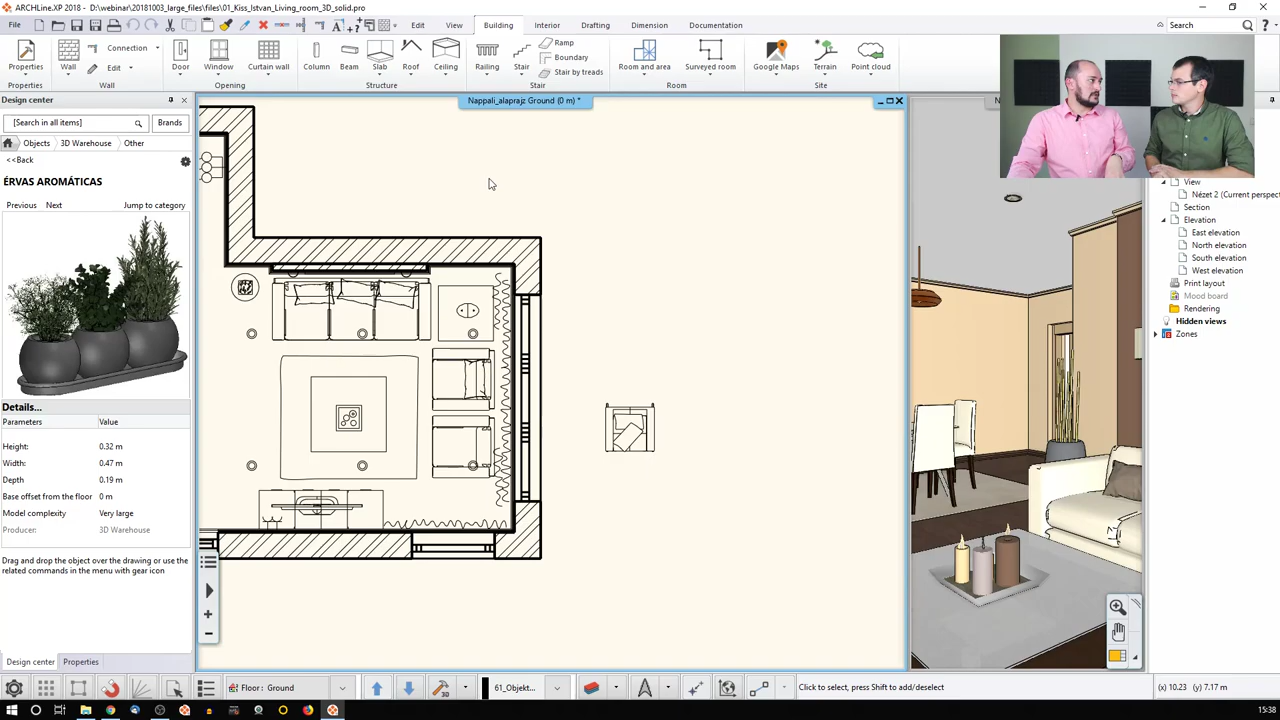 ARCHLine.XP 2018 - D:\webinar\20181003_large_files\files\01_Kiss_Istvan_Living_room_3D_solid.pro
File
Edit
View
Building
Interior
Drafting
Dimension
Documentation
Search
Properties
Wall
Connection
Edit
Door
Window
Curtain wall
Column
Beam
Slab
Roof
Ceiling
Railing
Stair
Ramp
Boundary
Stair by treads
Room and area
Surveyed room
Google Maps
Terrain
Point cloud
Properties
Wall
Opening
Structure
Stair
Room
Site
Design center
[Search in all items]
Brands
Objects
3D Warehouse
Other
<<Back
ÉRVAS AROMÁTICAS
Previous
Next
Jump to category
Details...
Parameters
Value
Height:
0.32 m
Width:
0.47 m
Depth:
0.19 m
Base offset from the floor
0 m
Model complexity
Very large
Producer:
3D Warehouse
Drag and drop the object over the drawing or use the
related commands in the menu with gear icon
Design center
Properties
Nappali_alaprajz Ground (0 m) *
N
View
Nézet 2 (Current perspec
Section
Elevation
East elevation
North elevation
South elevation
West elevation
Print layout
Mood board
Rendering
Hidden views
Zones
Floor : Ground
61_Objekt...
Click to select, press Shift to add/deselect
(x) 10.23 (y) 7.17 m
15:38